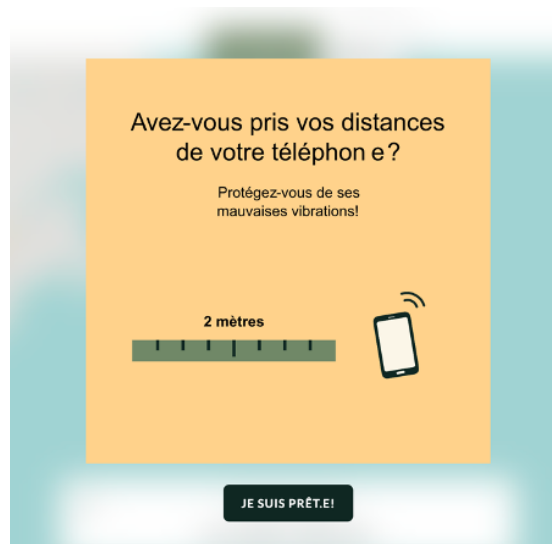 Avez-vous pris vos distances
de votre téléphon e?
Protégez-vous de ses
mauvaises vibrations!
2 mètres
JE SUIS PRÊT.E!